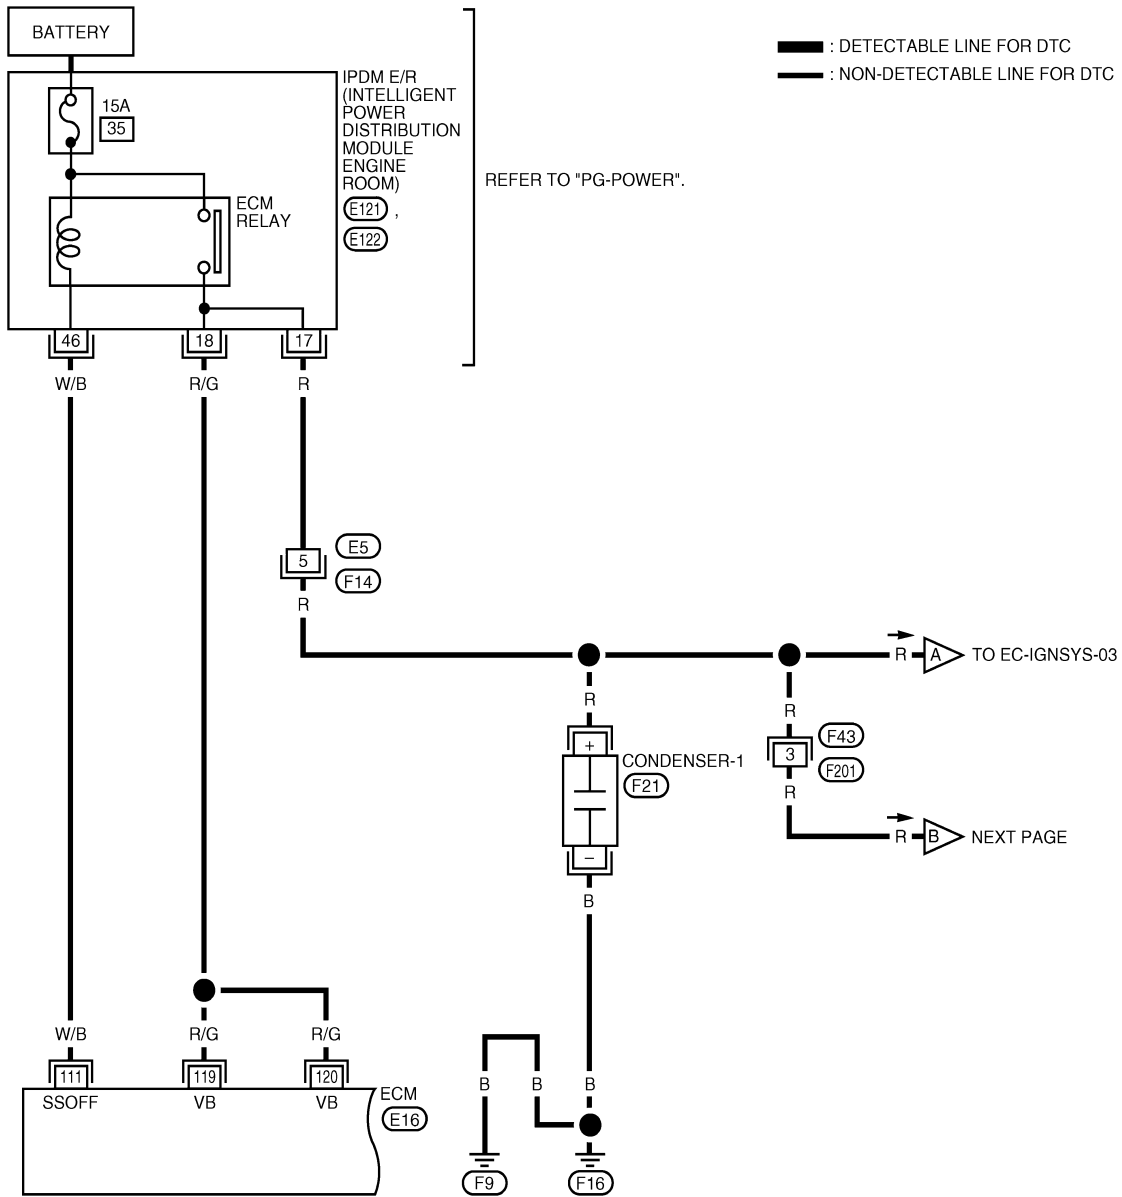 BATTERY
: DETECTABLE LINE FOR DTC
: NON-DETECTABLE LINE FOR DTC
IPDM E/R
(INTELLIGENT
POWER
DISTRIBUTION
MODULE
ENGINE
ROOM)
E121 ,
E122
15A
35
REFER TO "PG-POWER".
ECM
RELAY
46
18
17
W/B
R/G
R
5
E5
F14
R
R
A
TO EC-IGNSYS-03
R
R
+
CONDENSER-1
F21
3
F43
F201
R
R
B
NEXT PAGE
−
B
W/B
R/G
R/G
111
119
120
SSOFF
VB
VB
ECM
E16
B
B
B
F9
F16